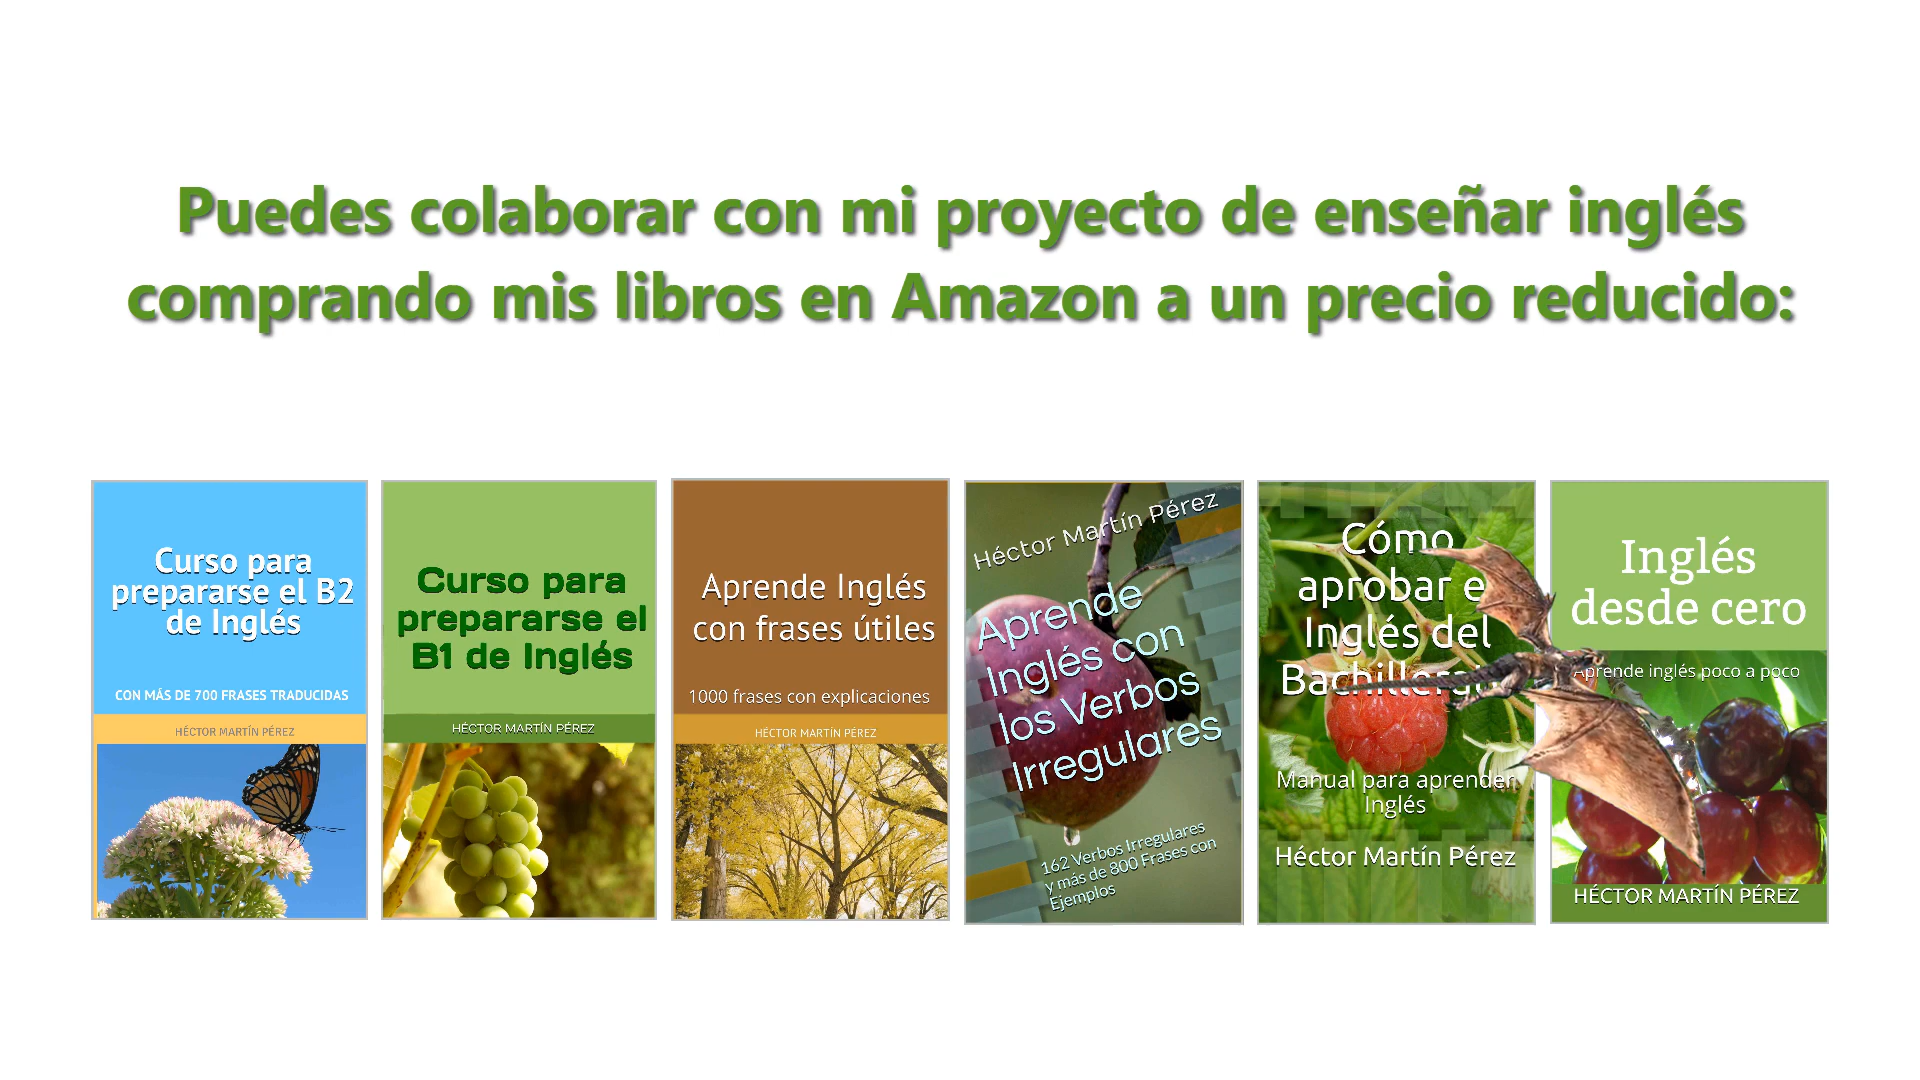 Puedes colaborar con mi proyecto de enseñar inglés
comprando mis libros en Amazon a un precio reducido:
Curso para
prepararse el B2
de Inglés
CON MÁS DE 700 FRASES TRADUCIDAS
HÉCTOR MARTÍN PÉREZ
Curso para
prepararse el
B1 de Inglés
HÉCTOR MARTÍN PÉREZ
Aprende Inglés
con frases útiles
1000 frases con explicaciones
HÉCTOR MARTÍN PÉREZ
Héctor Martín Pérez
Aprende
Inglés con
los Verbos
Irregulares
162 Verbos Irregulares
y más de 800 Frases con
Ejemplos
Cómo
aprobar e
Inglés del
Manual para aprender
Inglés
Héctor Martín Pérez
Inglés
desde cero
Aprende inglés poco a poco
HÉCTOR MARTÍN PÉREZ